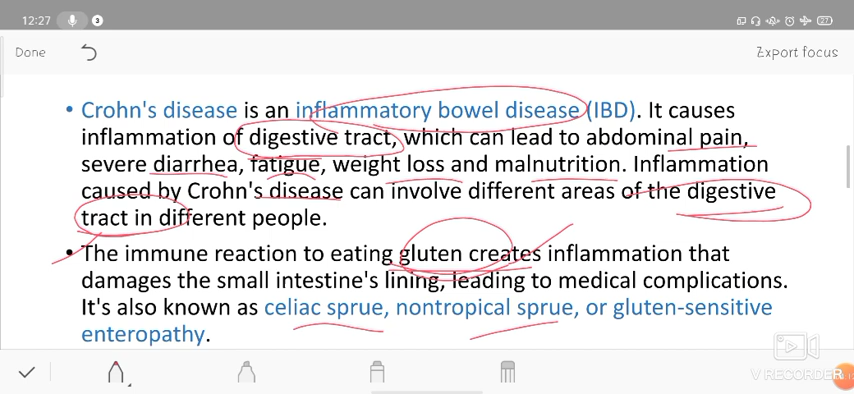 12:27
3
27
Done
Export focus
• Crohn's disease is an inflammatory bowel disease (IBD). It causes
inflammation of digestive tract, which can lead to abdominal pain,
severe diarrhea, fatigue, weight loss and malnutrition. Inflammation
caused by Crohn's disease can involve different areas of the digestive
tract in different people.
• The immune reaction to eating gluten creates inflammation that
damages the small intestine's lining, leading to medical complications.
It's also known as celiac sprue, nontropical sprue, or gluten-sensitive
enteropathy.
V RECORDER